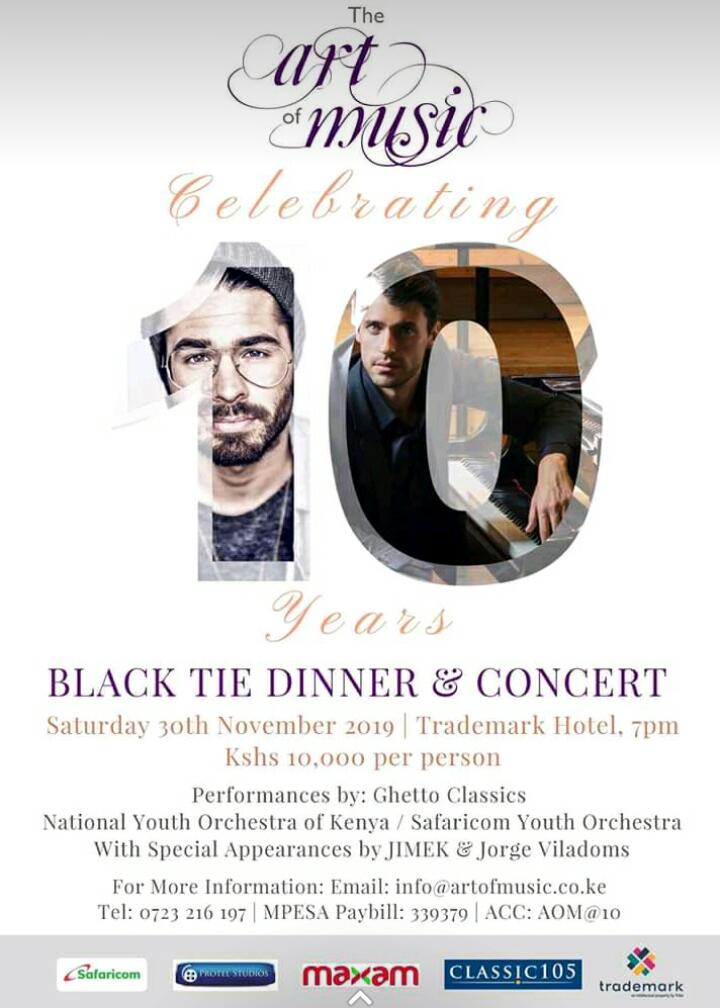 The
art
of music
Celebrating
10
Years
BLACK TIE DINNER & CONCERT
Saturday 30th November 2019 | Trademark Hotel, 7pm
Kshs 10,000 per person
Performances by: Ghetto Classics
National Youth Orchestra of Kenya / Safaricom Youth Orchestra
With Special Appearances by JIMEK & Jorge Viladoms
For More Information: Email: info@artofmusic.co.ke
Tel: 0723 216 197 | MPESA Paybill: 339379 | ACC: AOM@10
Safaricom PROTEL STUDIOS maxam CLASSIC105 trademark